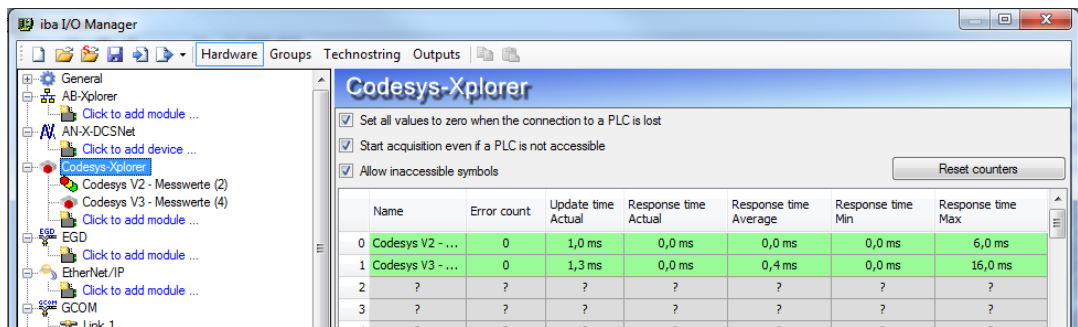 iba I/O Manager
Hardware Groups Technostring Outputs
General
AB-Xplorer
Click to add module ...
AN-X-DCSNet
Click to add device ...
Codesys-Xplorer
Codesys V2 - Messwerte (2)
Codesys V3 - Messwerte (4)
Click to add module ...
EGD
EGD
Click to add module ...
EtherNet/IP
Click to add module ...
GCOM
GCOM
Link 1
Codesys-Xplorer
Set all values to zero when the connection to a PLC is lost
Start acquisition even if a PLC is not accessible
Allow inaccessible symbols
Reset counters
Name Error count Update time Actual Response time Actual Response time Average Response time Min Response time Max
0 Codesys V2 - ... 0 1,0 ms 0,0 ms 0,0 ms 0,0 ms 6,0 ms
1 Codesys V3 - ... 0 1,3 ms 0,0 ms 0,4 ms 0,0 ms 16,0 ms
2 ? ? ? ? ? ? ?
3 ? ? ? ? ? ? ?